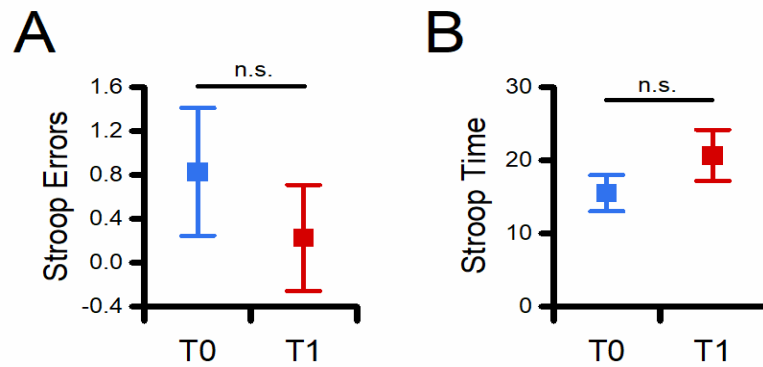 A
Stroop Errors
1.6
1.2
0.8
0.4
0.0
-0.4
n.s.
T0 T1
B
Stroop Time
30
20
10
0
n.s.
T0 T1